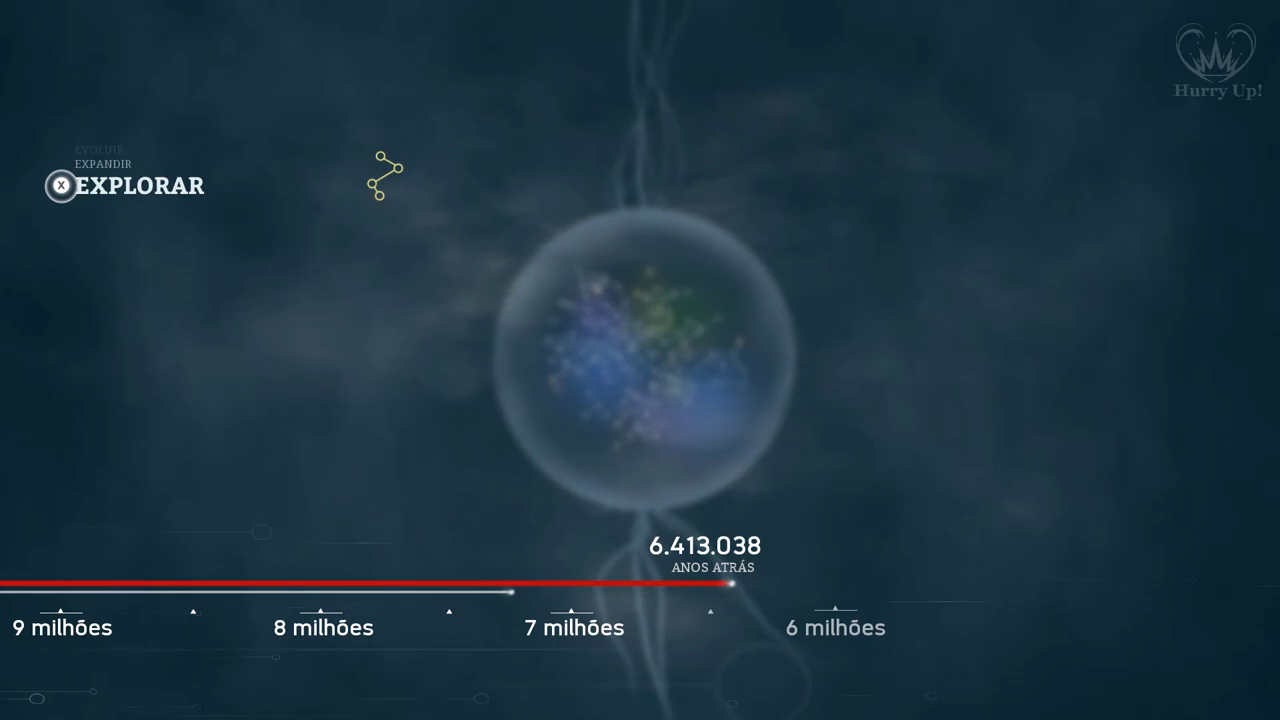 Hurry Up!
EVOLUIR
EXPANDIR
X EXPLORAR
6.413.038
ANOS ATRÁS
9 milhões 8 milhões 7 milhões 6 milhões